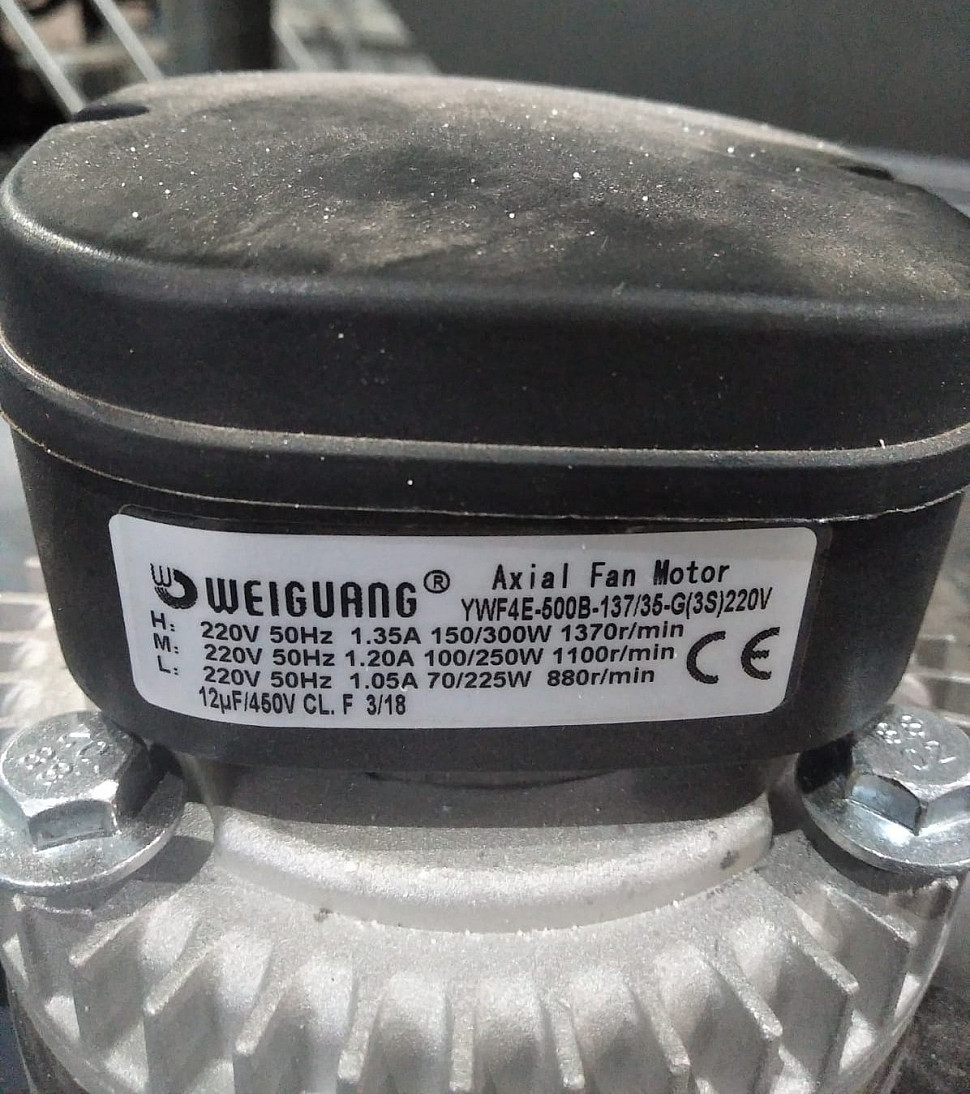 WEIGUANG® Axial Fan Motor
YWF4E-500B-137/35-G(3S)220V
H: 220V 50Hz 1.35A 150/300W 1370r/min
M: 220V 50Hz 1.20A 100/250W 1100r/min
L: 220V 50Hz 1.05A 70/225W 880r/min
CE
12µF/450V CL. F 3/18